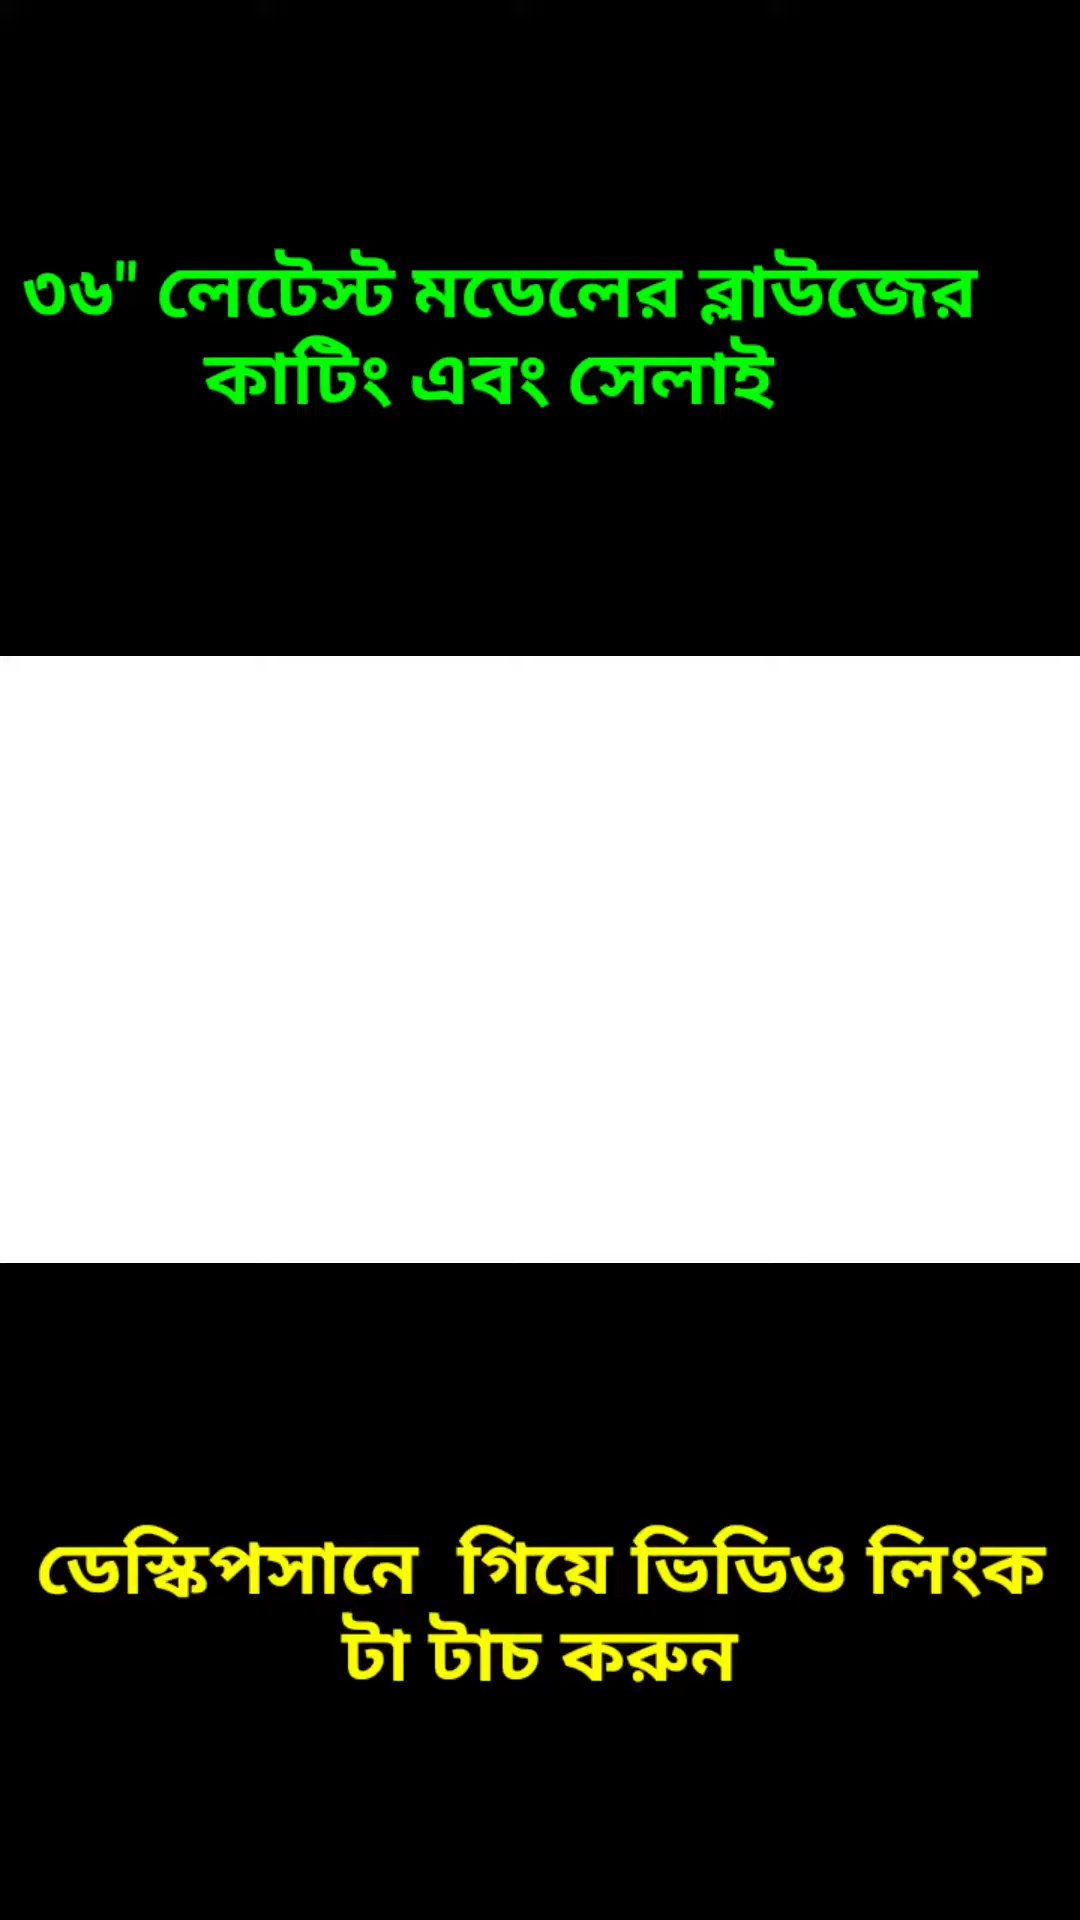 ৩৬" লেটেস্ট মডেলের ব্লাউজের
কাটিং এবং সেলাই
ডেস্কিপসানে গিয়ে ভিডিও লিংক
টা টাচ করুন